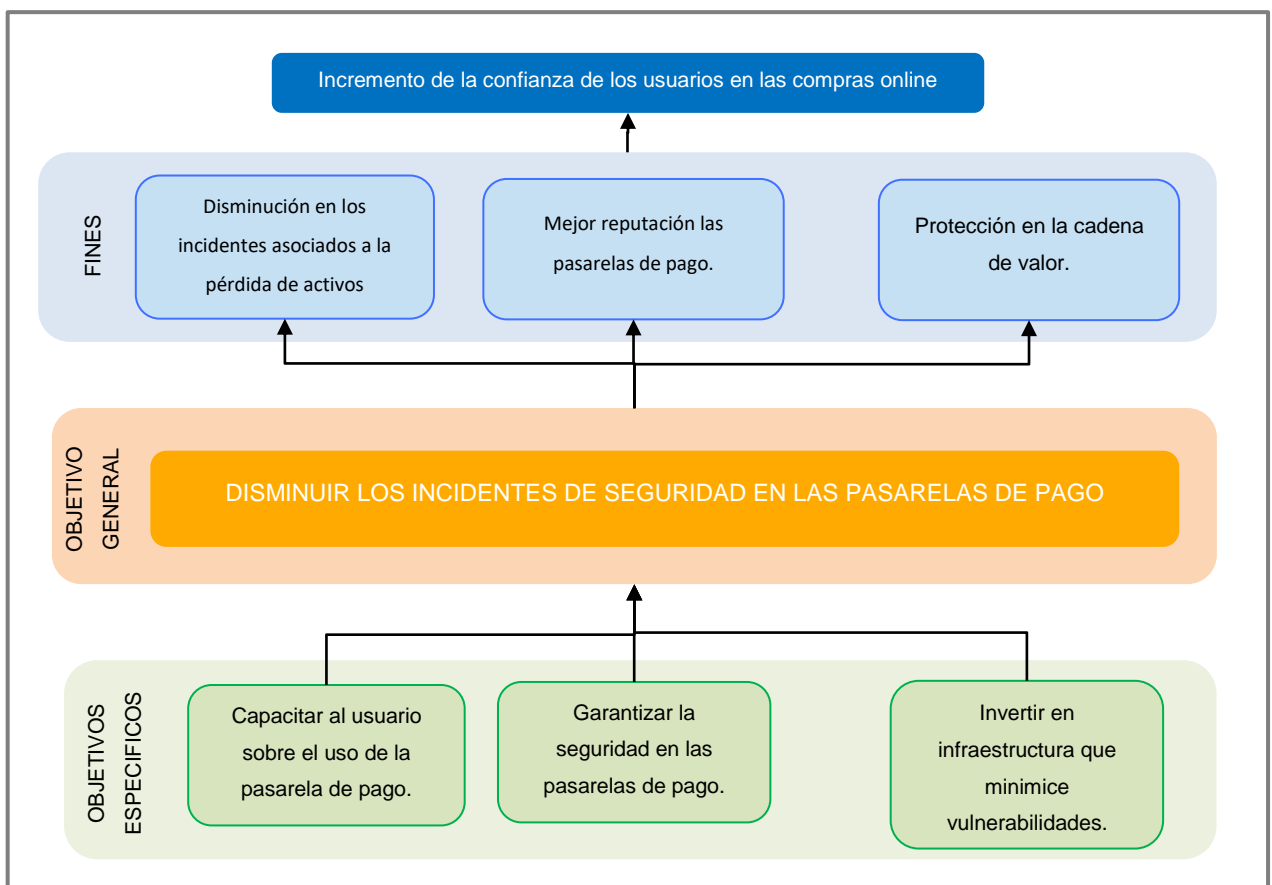 Incremento de la confianza de los usuarios en las compras online
FINES
Disminución en los
incidentes asociados a la
pérdida de activos
Mejor reputación las
pasarelas de pago.
Protección en la cadena
de valor.
OBJETIVO
GENERAL
DISMINUIR LOS INCIDENTES DE SEGURIDAD EN LAS PASARELAS DE PAGO
OBJETIVOS
ESPECIFICOS
Capacitar al usuario
sobre el uso de la
pasarela de pago.
Garantizar la
seguridad en las
pasarelas de pago.
Invertir en
infraestructura que
minimice
vulnerabilidades.